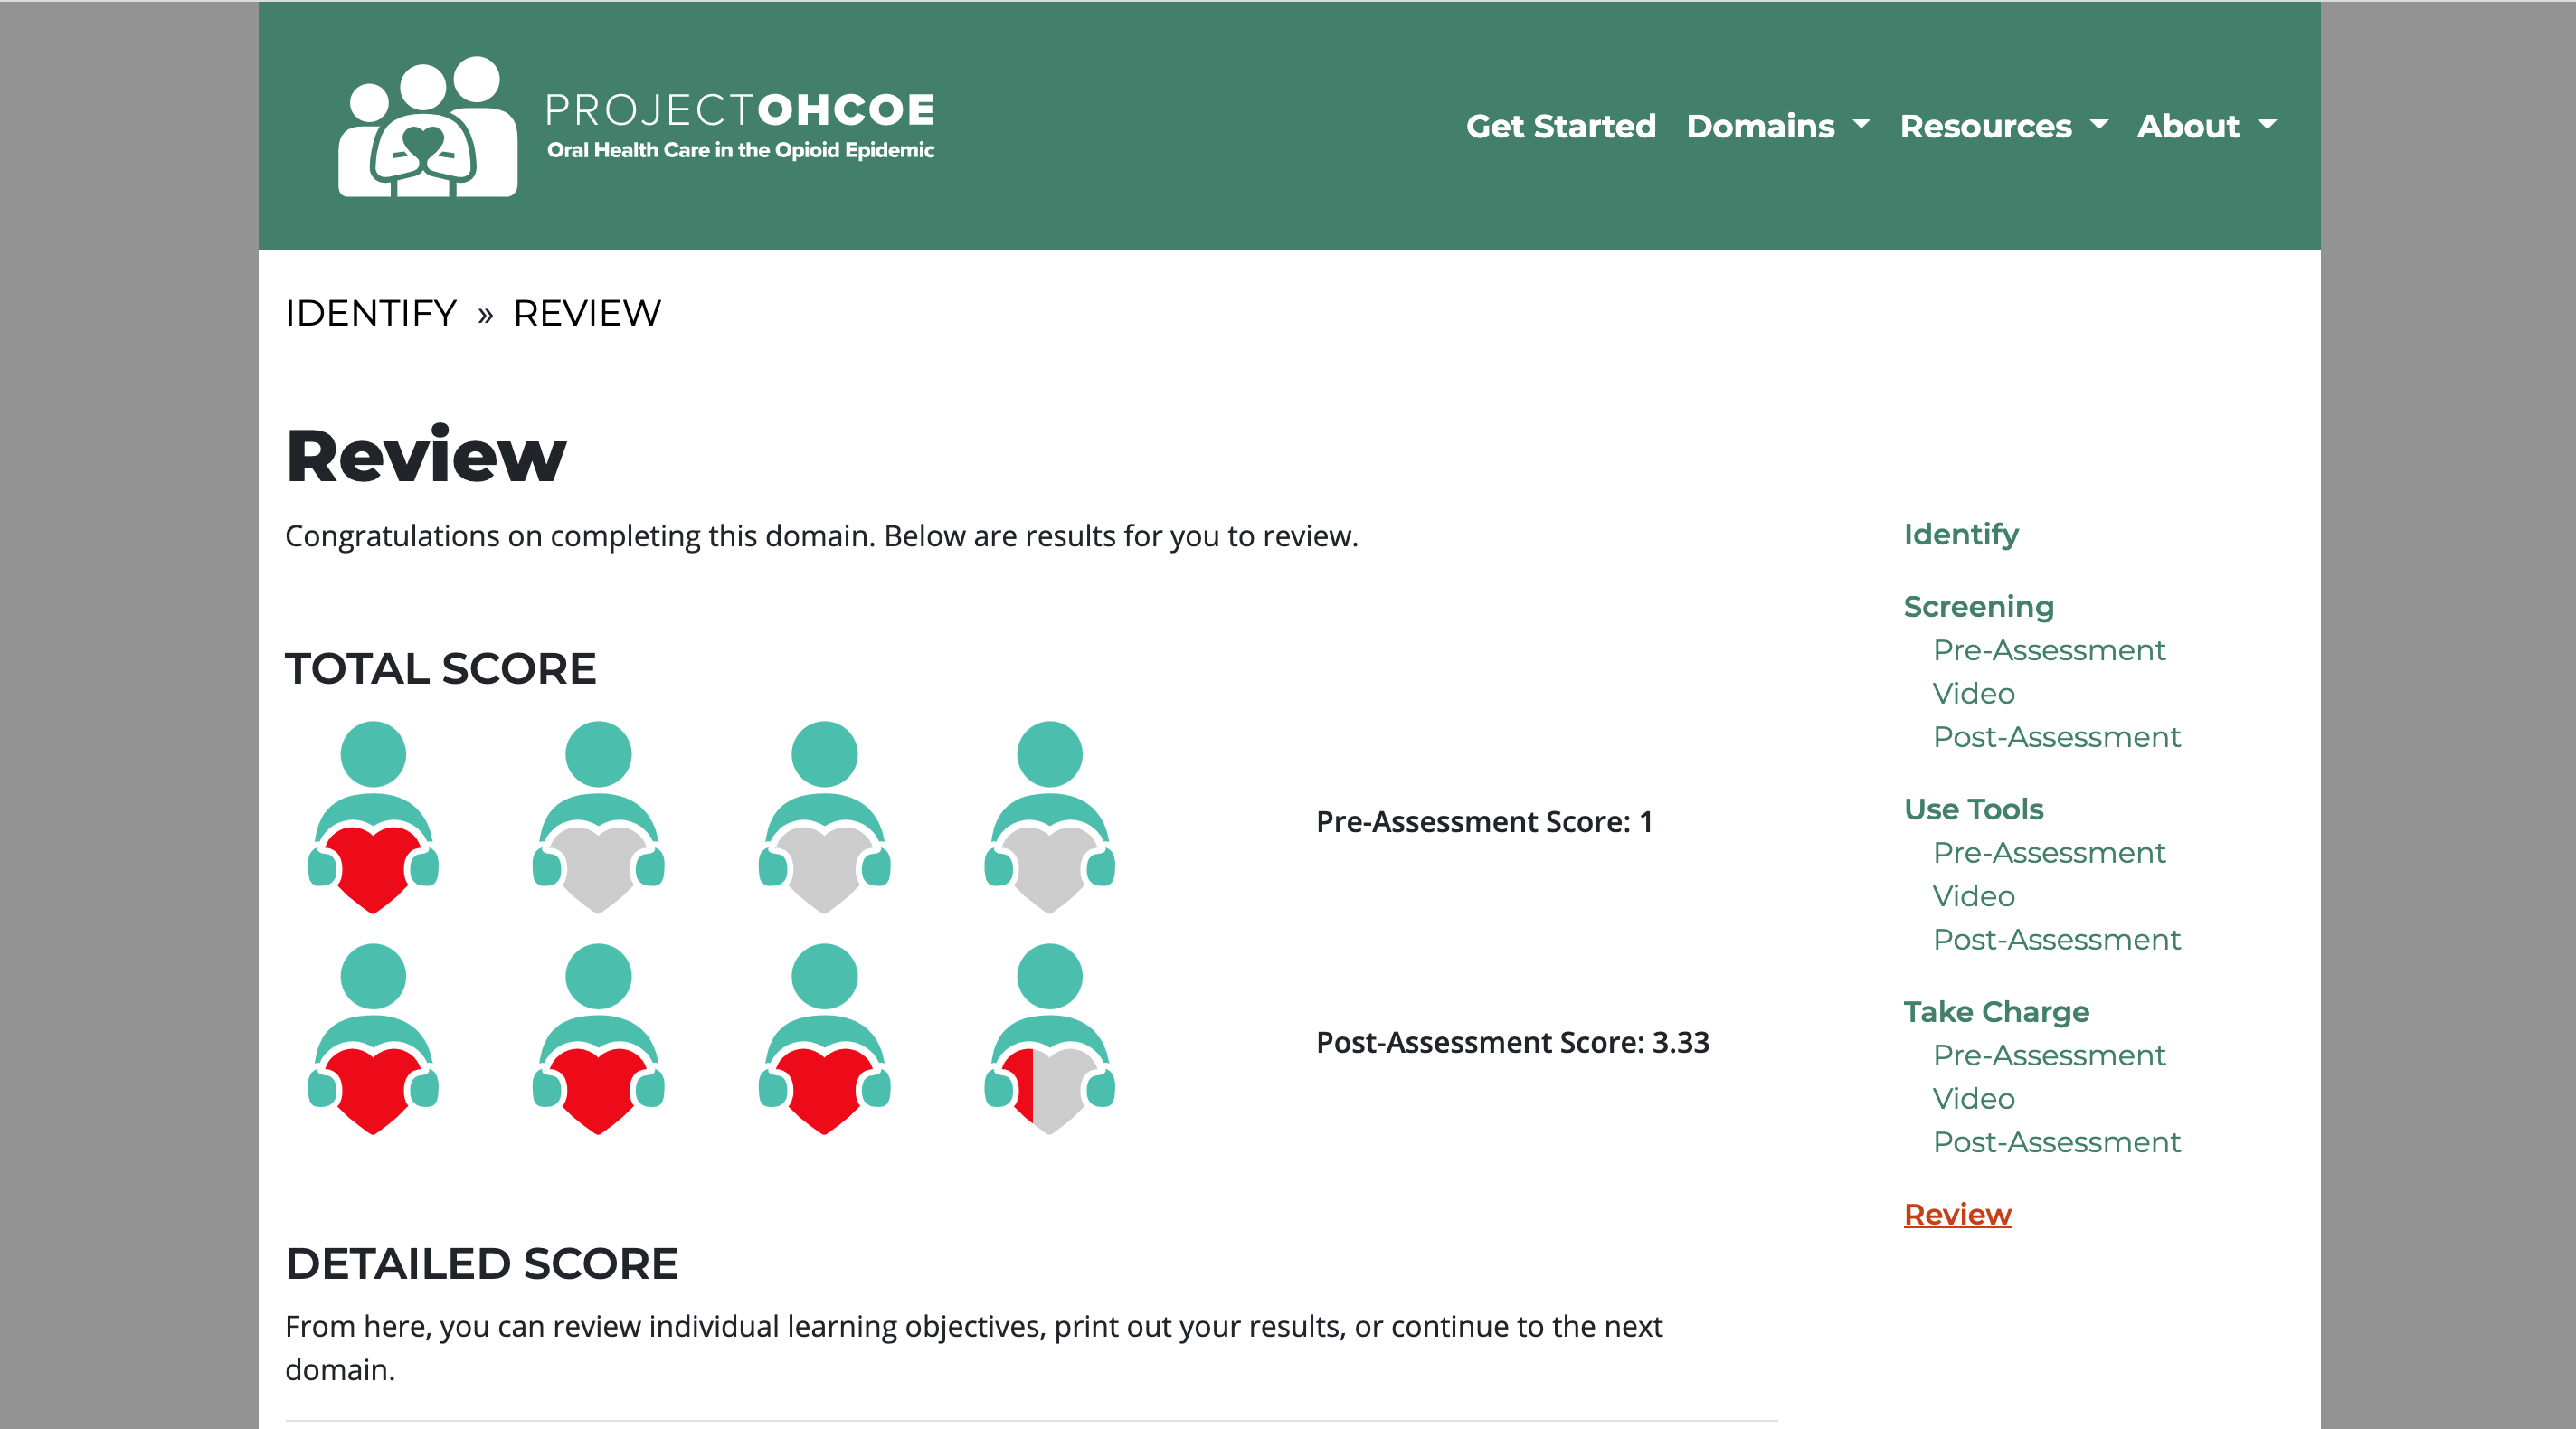 PROJECTOHCOE
Oral Health Care in the Opioid Epidemic
Get Started Domains Resources About
IDENTIFY » REVIEW
Review
Congratulations on completing this domain. Below are results for you to review.
TOTAL SCORE
Pre-Assessment Score: 1
Post-Assessment Score: 3.33
DETAILED SCORE
From here, you can review individual learning objectives, print out your results, or continue to the next
domain.
Identify
Screening
Pre-Assessment
Video
Post-Assessment
Use Tools
Pre-Assessment
Video
Post-Assessment
Take Charge
Pre-Assessment
Video
Post-Assessment
Review